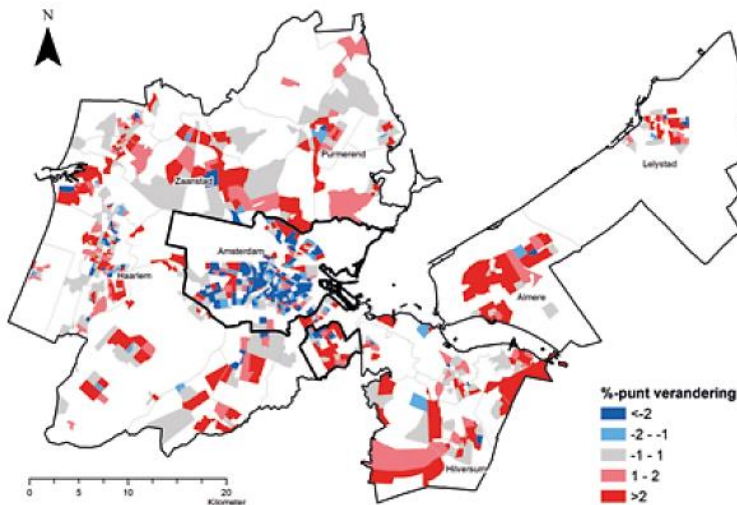 N
Purmerend
Zaanstad
Lelystad
Amsterdam
Haarlem
Almere
Hilversum
%-punt verandering
<-2
-2 - -1
-1 - 1
1 - 2
>2
0 5 10 20
Kilometer